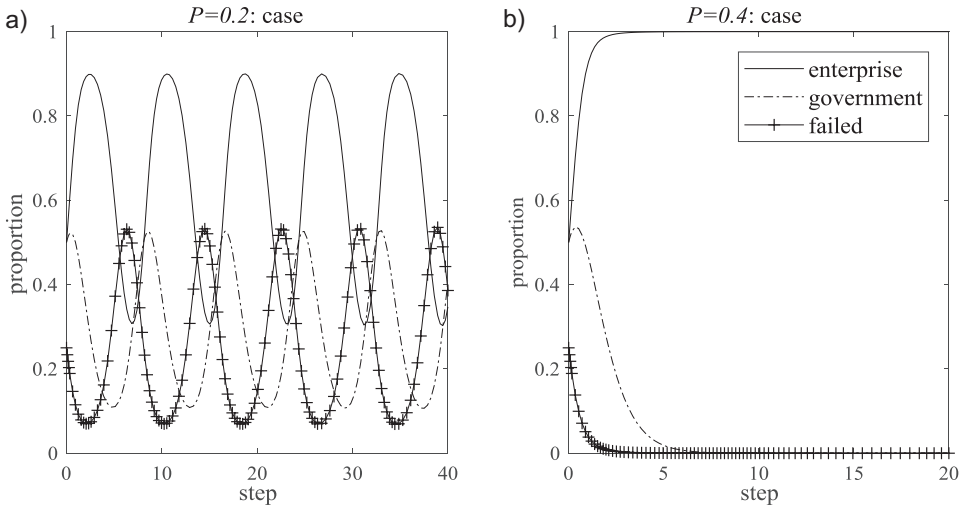 a)
P=0.2: case
1
0.8
0.6
0.4
0.2
0
proportion
0 10 20 30 40
step
b)
P=0.4: case
1
0.8
0.6
0.4
0.2
0
proportion
enterprise
government
failed
0 5 10 15 20
step